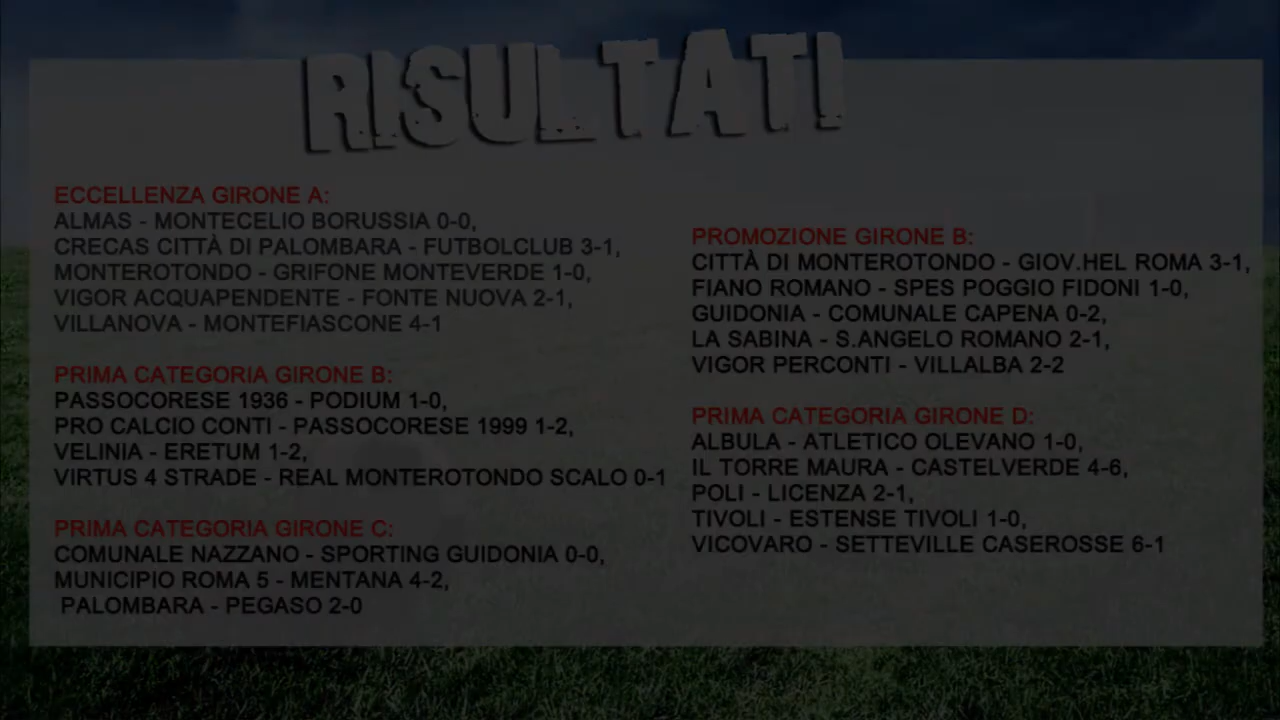 RISULTATI
ECCELLENZA GIRONE A:
ALMAS - MONTECELIO BORUSSIA 0-0,
CRECAS CITTÀ DI PALOMBARA - FUTBOLCLUB 3-1,
MONTEROTONDO - GRIFONE MONTEVERDE 1-0,
VIGOR ACQUAPENDENTE - FONTE NUOVA 2-1,
VILLANOVA - MONTEFIASCONE 4-1
PRIMA CATEGORIA GIRONE B:
PASSOCORESE 1936 - PODIUM 1-0,
PRO CALCIO CONTI - PASSOCORESE 1999 1-2,
VELINIA - ERETUM 1-2,
VIRTUS 4 STRADE - REAL MONTEROTONDO SCALO 0-1
PRIMA CATEGORIA GIRONE C:
COMUNALE NAZZANO - SPORTING GUIDONIA 0-0,
MUNICIPIO ROMA 5 - MENTANA 4-2,
PALOMBARA - PEGASO 2-0
PROMOZIONE GIRONE B:
CITTÀ DI MONTEROTONDO - GIOV.HEL ROMA 3-1,
FIANO ROMANO - SPES POGGIO FIDONI 1-0,
GUIDONIA - COMUNALE CAPENA 0-2,
LA SABINA - S.ANGELO ROMANO 2-1,
VIGOR PERCONTI - VILLALBA 2-2
PRIMA CATEGORIA GIRONE D:
ALBULA - ATLETICO OLEVANO 1-0,
IL TORRE MAURA - CASTELVERDE 4-6,
POLI - LICENZA 2-1,
TIVOLI - ESTENSE TIVOLI 1-0,
VICOVARO - SETTEVILLE CASEROSSE 6-1